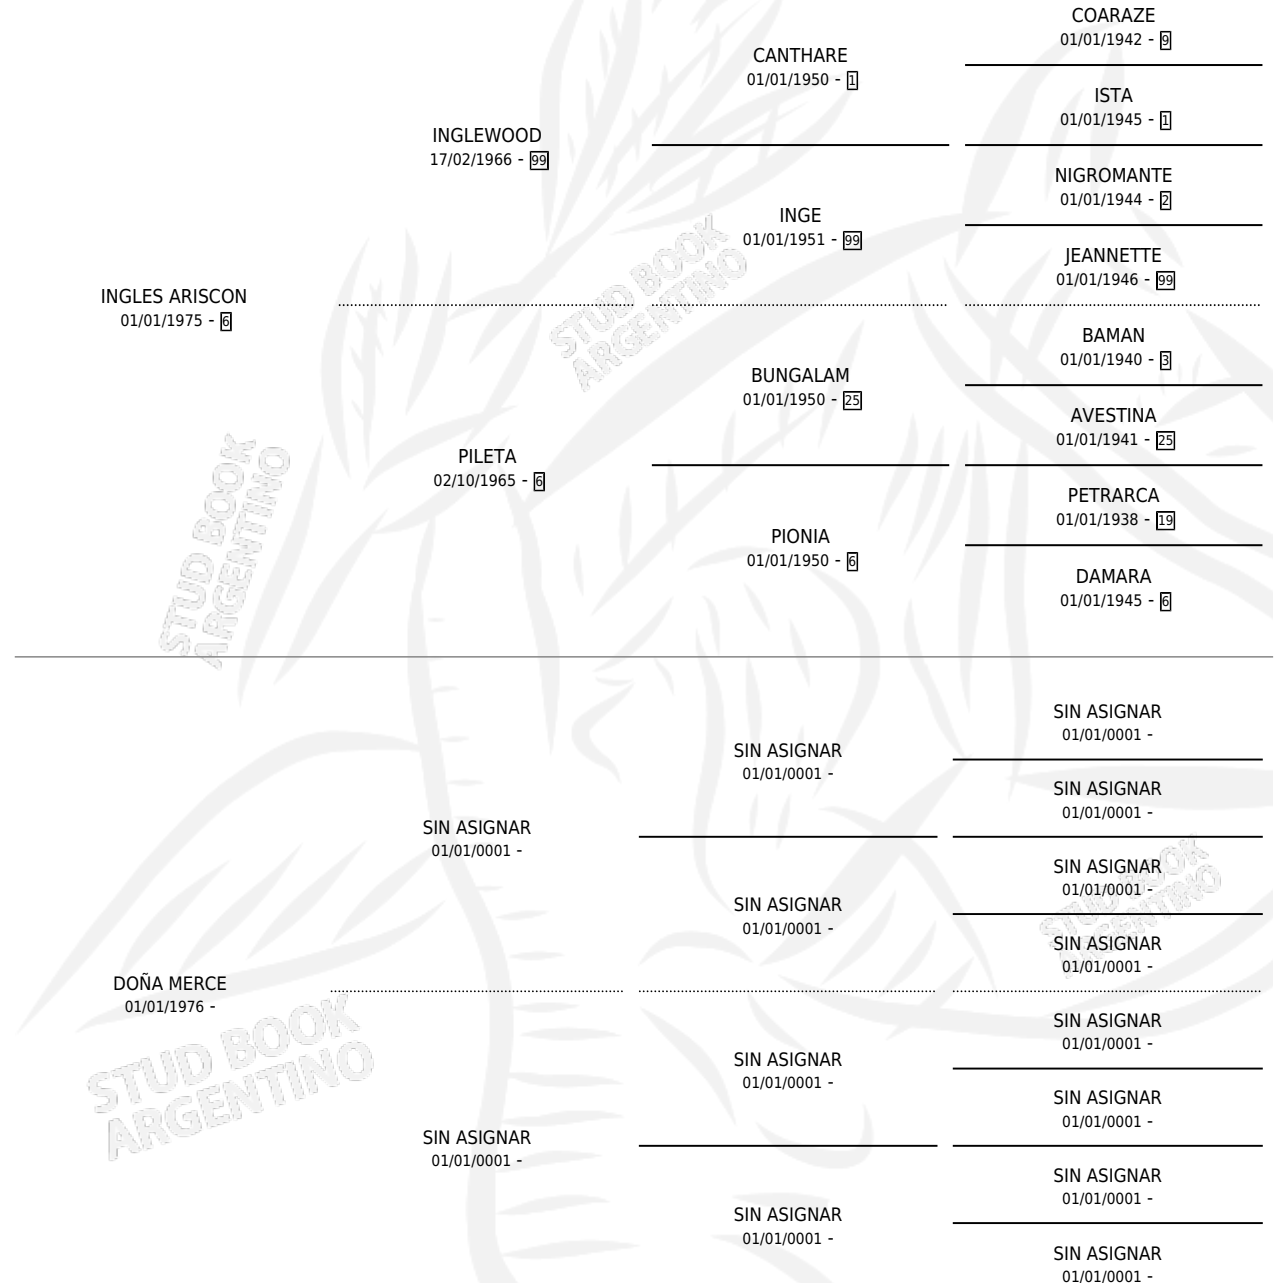 COARAZE
01/01/1942 - 9
CANTHARE
01/01/1950 - 1
ISTA
01/01/1945 - 1
INGLEWOOD
17/02/1966 - 99
NIGROMANTE
01/01/1944 - 2
INGE
01/01/1951 - 99
JEANNETTE
01/01/1946 - 99
INGLES ARISCON
01/01/1975 - 6
BAMAN
01/01/1940 - 3
BUNGALAM
01/01/1950 - 25
AVESTINA
01/01/1941 - 25
PILETA
02/10/1965 - 6
PETRARCA
01/01/1938 - 19
PIONIA
01/01/1950 - 6
DAMARA
01/01/1945 - 6
STUD BOOK
ARGENTINO
STUD BOOK
ARGENTINO
SIN ASIGNAR
01/01/0001 -
SIN ASIGNAR
01/01/0001 -
SIN ASIGNAR
01/01/0001 -
SIN ASIGNAR
01/01/0001 -
SIN ASIGNAR
01/01/0001 -
SIN ASIGNAR
01/01/0001 -
SIN ASIGNAR
01/01/0001 -
STUD BOOK
ARGENTINO
DOÑA MERCE
01/01/1976 -
SIN ASIGNAR
01/01/0001 -
SIN ASIGNAR
01/01/0001 -
SIN ASIGNAR
01/01/0001 -
SIN ASIGNAR
01/01/0001 -
SIN ASIGNAR
01/01/0001 -
SIN ASIGNAR
01/01/0001 -
SIN ASIGNAR
01/01/0001 -
STUD BOOK
ARGENTINO